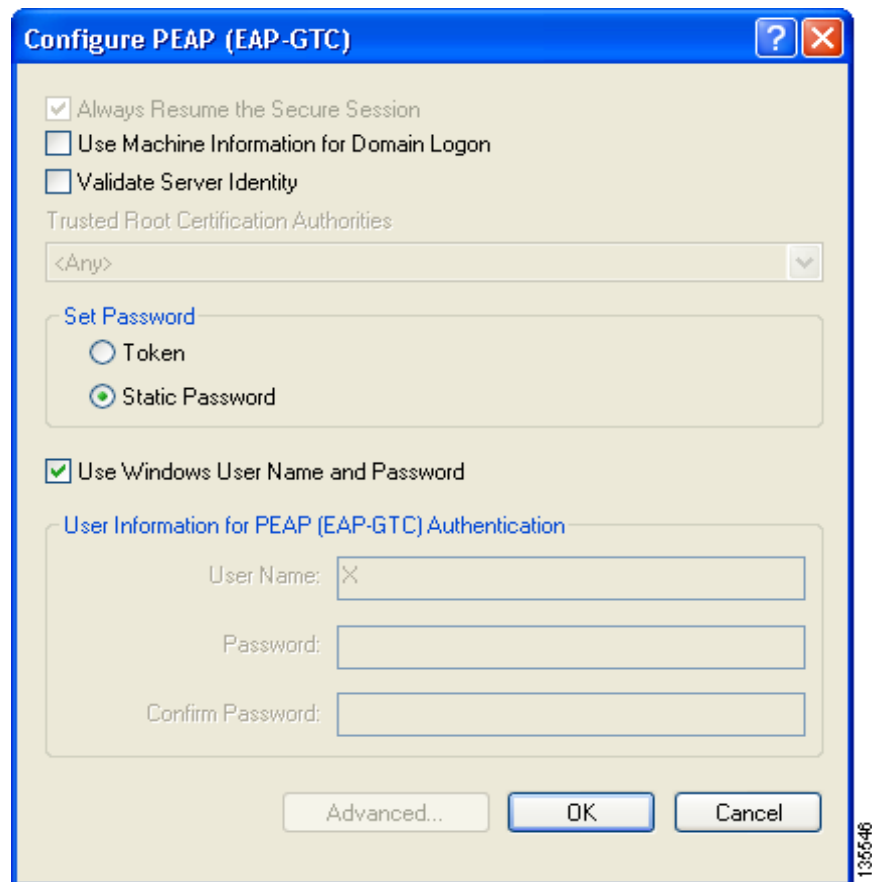 Configure PEAP (EAP-GTC)
Always Resume the Secure Session
Use Machine Information for Domain Logon
Validate Server Identity
Trusted Root Certification Authorities
<Any>
Set Password
Token
Static Password
Use Windows User Name and Password
User Information for PEAP (EAP-GTC) Authentication
User Name: X
Password:
Confirm Password:
Advanced... OK Cancel
135546